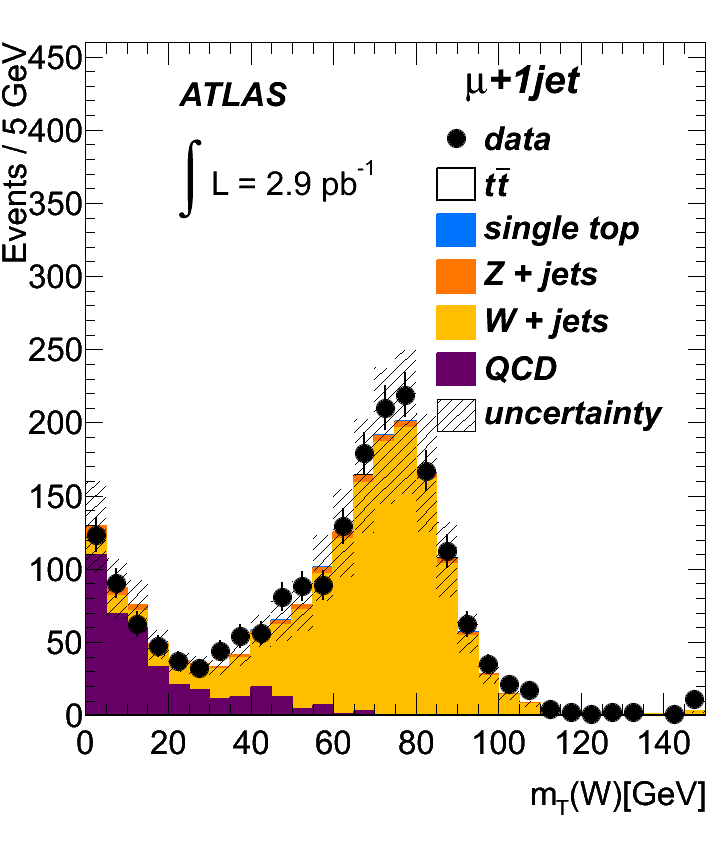 Events / 5 GeV
450
400
350
300
250
200
150
100
50
0
ATLAS
∫ L = 2.9 pb⁻¹
μ+1jet
data
tt̄
single top
Z + jets
W + jets
QCD
uncertainty
0 20 40 60 80 100 120 140
m_T(W)[GeV]